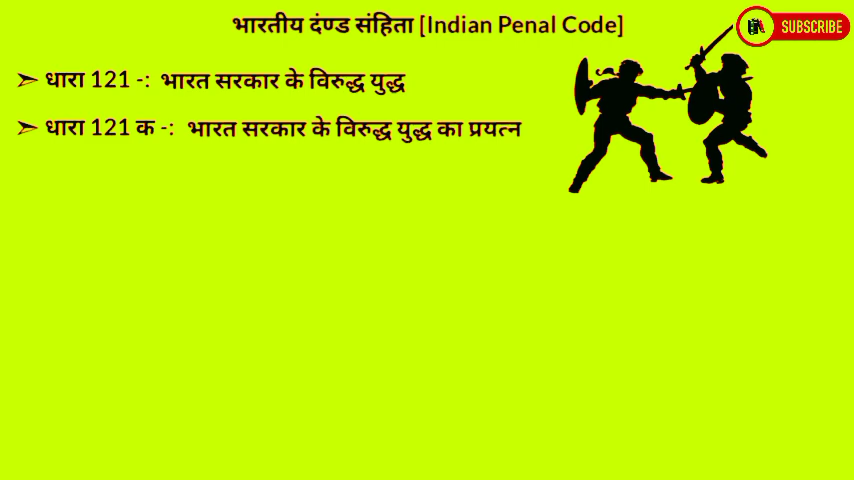 भारतीय दंण्ड संहिता [Indian Penal Code]
SUBSCRIBE
➣ धारा 121 -: भारत सरकार के विरुद्ध युद्ध
➣ धारा 121 क -: भारत सरकार के विरुद्ध युद्ध का प्रयत्न